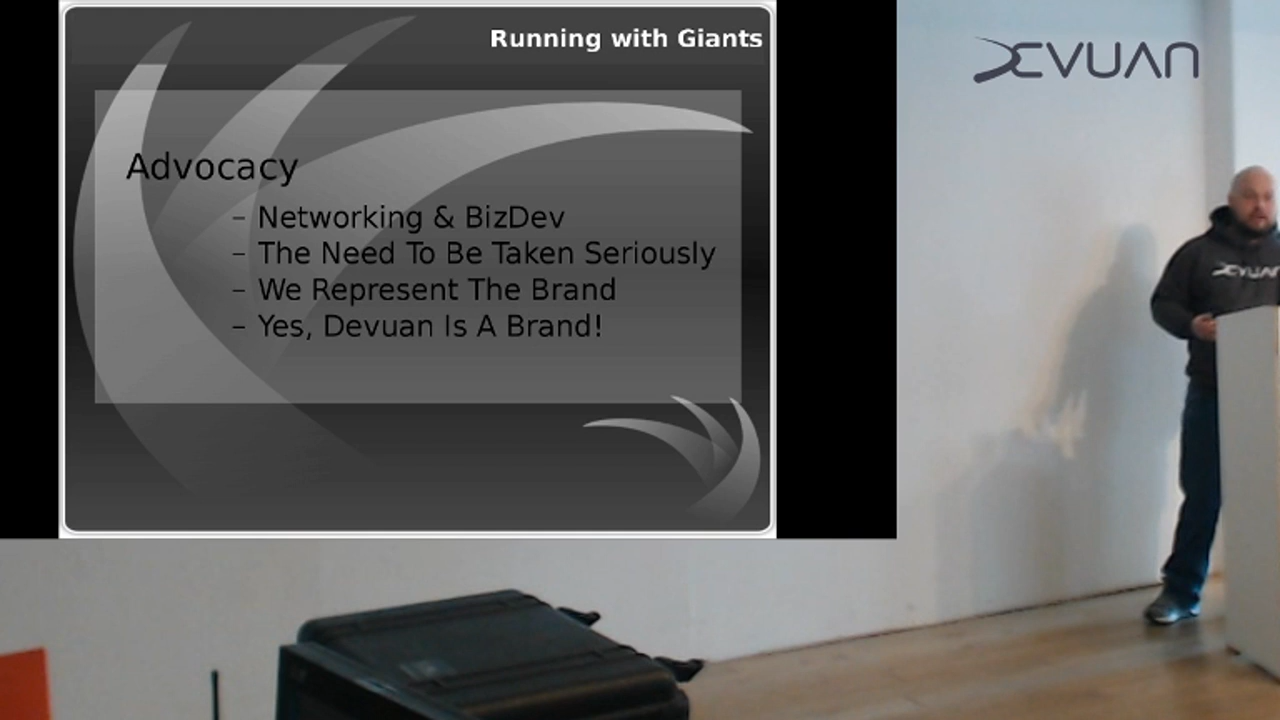 Running with Giants
DEVUAN
Advocacy
– Networking & BizDev
– The Need To Be Taken Seriously
– We Represent The Brand
– Yes, Devuan Is A Brand!
DEVUAN